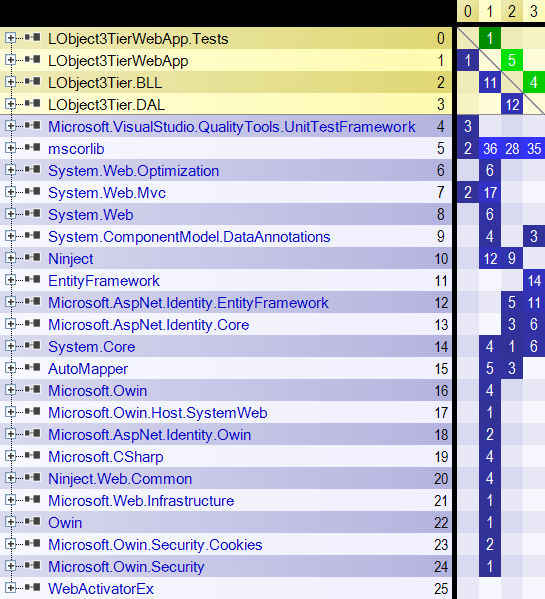 0 1 2 3
LObject3TierWebApp.Tests 0 1
LObject3TierWebApp 1 1 5
LObject3Tier.BLL 2 11 4
LObject3Tier.DAL 3 12
Microsoft.VisualStudio.QualityTools.UnitTestFramework 4 3
mscorlib 5 2 36 28 35
System.Web.Optimization 6 6
System.Web.Mvc 7 2 17
System.Web 8 6
System.ComponentModel.DataAnnotations 9 4 3
Ninject 10 12 9
EntityFramework 11 14
Microsoft.AspNet.Identity.EntityFramework 12 5 11
Microsoft.AspNet.Identity.Core 13 3 6
System.Core 14 4 1 6
AutoMapper 15 5 3
Microsoft.Owin 16 4
Microsoft.Owin.Host.SystemWeb 17 1
Microsoft.AspNet.Identity.Owin 18 2
Microsoft.CSharp 19 4
Ninject.Web.Common 20 4
Microsoft.Web.Infrastructure 21 1
Owin 22 1
Microsoft.Owin.Security.Cookies 23 2
Microsoft.Owin.Security 24 1
WebActivatorEx 25